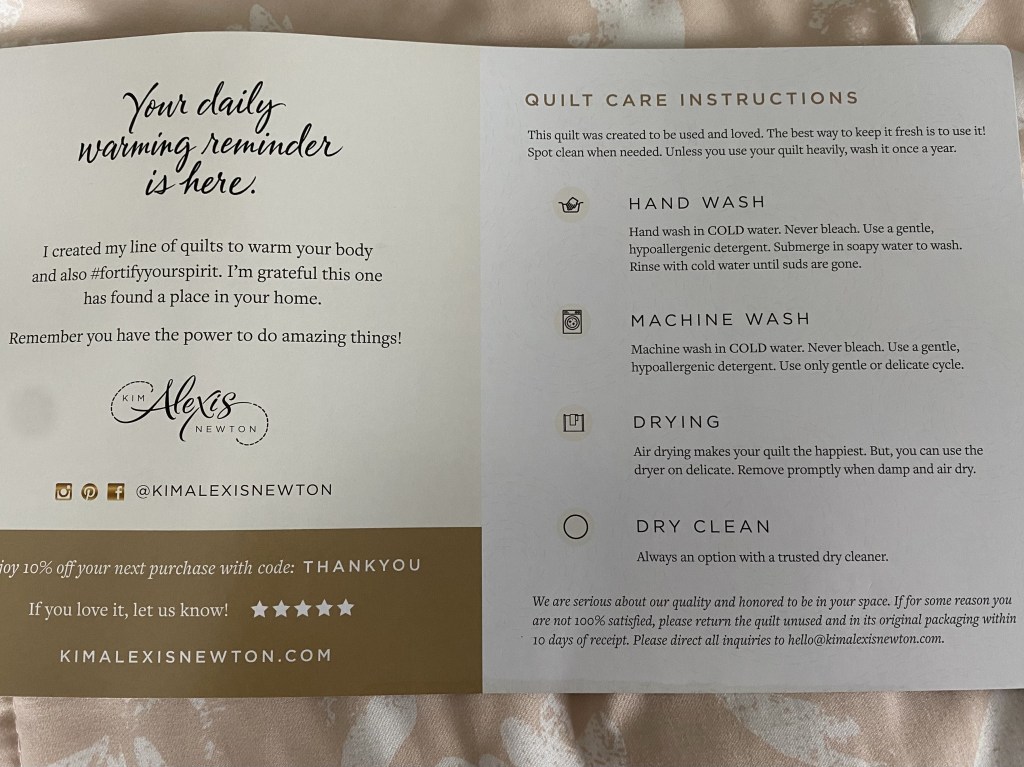 Your daily
warming reminder
is here.
I created my line of quilts to warm your body
and also #fortifyyourspirit. I'm grateful this one
has found a place in your home.
Remember you have the power to do amazing things!
KIM Alexis
NEWTON
@KIMALEXISNEWTON
10% off your next purchase with code: THANKYOU
If you love it, let us know!
KIMALEXISNEWTON.COM
QUILT CARE INSTRUCTIONS
This quilt was created to be used and loved. The best way to keep it fresh is to use it!
Spot clean when needed. Unless you use your quilt heavily, wash it once a year.
HAND WASH
Hand wash in COLD water. Never bleach. Use a gentle,
hypoallergenic detergent. Submerge in soapy water to wash.
Rinse with cold water until suds are gone.
MACHINE WASH
Machine wash in COLD water. Never bleach. Use a gentle,
hypoallergenic detergent. Use only gentle or delicate cycle.
DRYING
Air drying makes your quilt the happiest. But, you can use the
dryer on delicate. Remove promptly when damp and air dry.
DRY CLEAN
Always an option with a trusted dry cleaner.
We are serious about our quality and honored to be in your space. If for some reason you
are not 100% satisfied, please return the quilt unused and in its original packaging within
10 days of receipt. Please direct all inquiries to hello@kimalexisnewton.com.